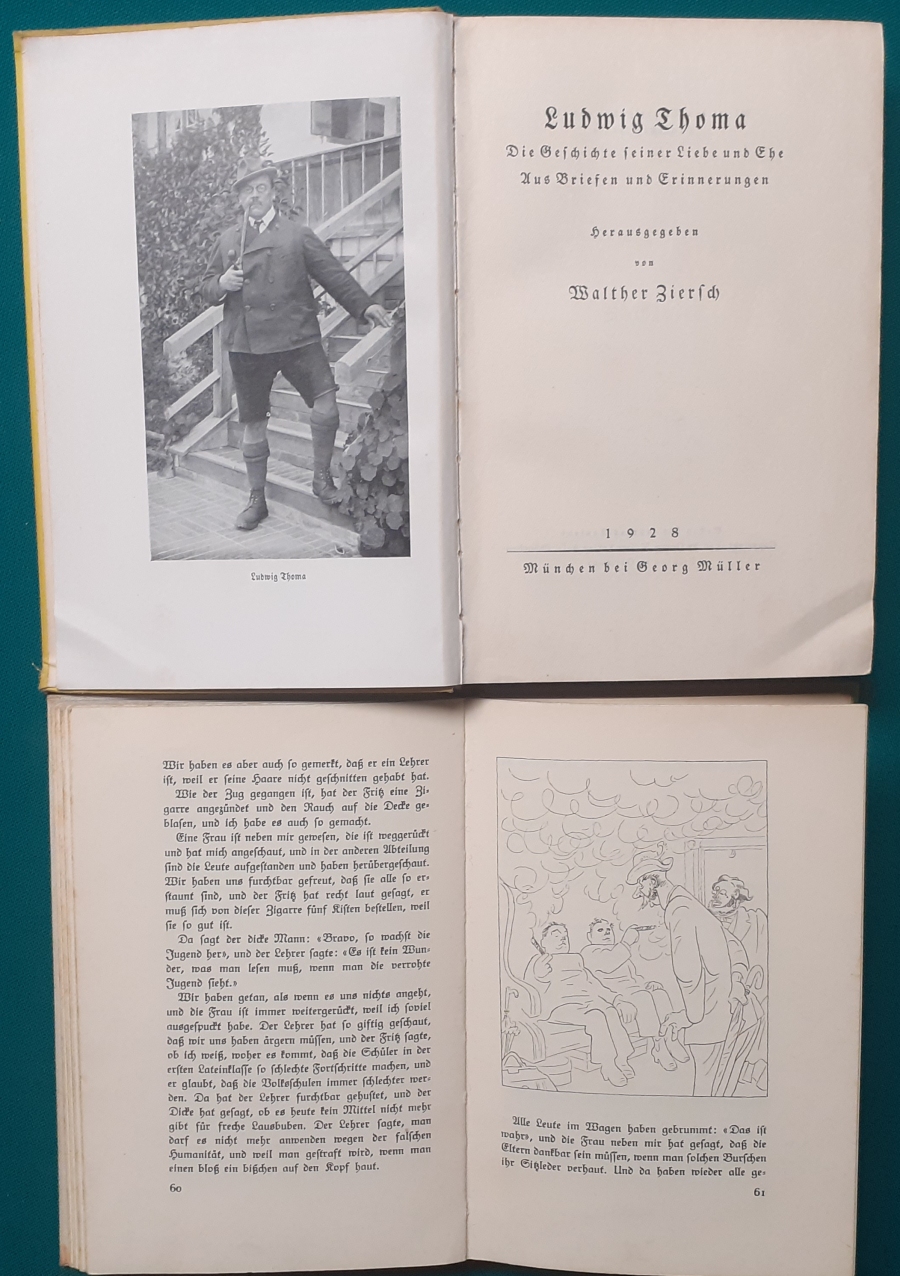 Ludwig Thoma
Ludwig Thoma
Die Geschichte seiner Liebe und Ehe
Aus Briefen und Erinnerungen
Herausgegeben
von
Walther Ziersch
1928
München bei Georg Müller
Wir haben es aber auch so gemerkt, daß er ein Lehrer
ist, weil er seine Haare nicht geschnitten gehabt hat.
Wie der Zug gegangen ist, hat der Fritz eine Zi-
garre angezündet und den Rauch auf die Decke ge-
blasen, und ich habe es auch so gemacht.
Eine Frau ist neben mir gewesen, die ist weggerückt
und hat mich angeschaut, und in der anderen Abteilung
sind die Leute aufgestanden und haben herübergeschaut.
Wir haben uns furchtbar gefreut, daß sie alle so er-
staunt sind, und der Fritz hat recht laut gesagt, er
muß sich von dieser Zigarre fünf Kisten bestellen, weil
sie so gut ist.
Da sagt der dicke Mann: «Bravo, so wachst die
Jugend her», und der Lehrer sagte: «Es ist kein Wun-
der, was man lesen muß, wenn man die verrohte
Jugend sieht.»
Wir haben getan, als wenn es uns nichts angeht,
und die Frau ist immer weitergerückt, weil ich soviel
ausgespuckt habe. Der Lehrer hat so giftig geschaut,
daß wir uns haben ärgern müssen, und der Fritz sagte,
ob ich weiß, woher es kommt, daß die Schüler in der
ersten Lateinklasse so schlechte Fortschritte machen, und
er glaubt, daß die Volksschulen immer schlechter wer-
den. Da hat der Lehrer furchtbar gehustet, und der
Dicke hat gesagt, ob es heute kein Mittel nicht mehr
gibt für freche Lausbuben. Der Lehrer sagte, man
darf es nicht mehr anwenden wegen der falschen
Humanität, und weil man gestraft wird, wenn man
einen bloß ein bißchen auf den Kopf haut.
60
Alle Leute im Wagen haben gebrummt: «Das ist
wahr», und die Frau neben mir hat gesagt, daß die
Eltern dankbar sein müssen, wenn man solchen Burschen
ihr Sitzleder verhaut. Und da haben wieder alle ge-
61